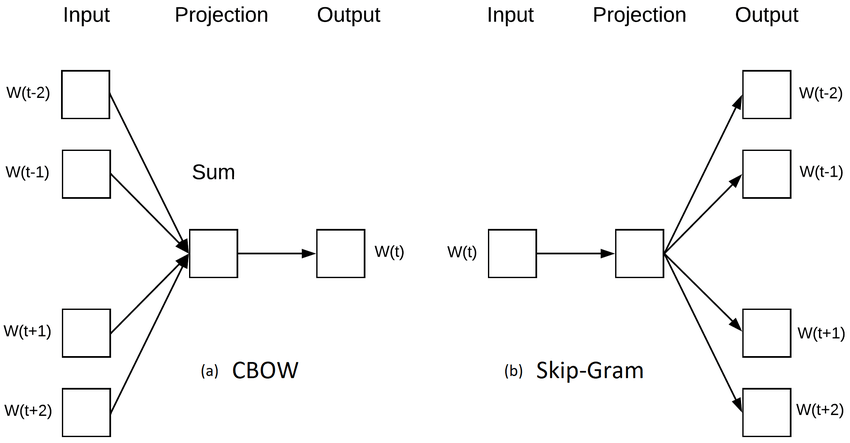 Input Projection Output
W(t-2)
W(t-1)
Sum
W(t)
W(t+1)
W(t+2)
(a) CBOW
Input Projection Output
W(t)
W(t-2)
W(t-1)
W(t+1)
W(t+2)
(b) Skip-Gram